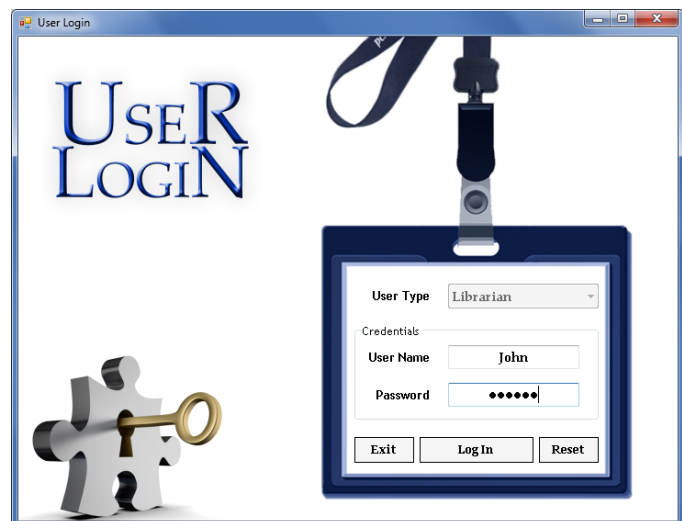 User Login
USER
LOGIN
User Type Librarian
Credentials
User Name John
Password ●●●●●●
Exit Log In Reset